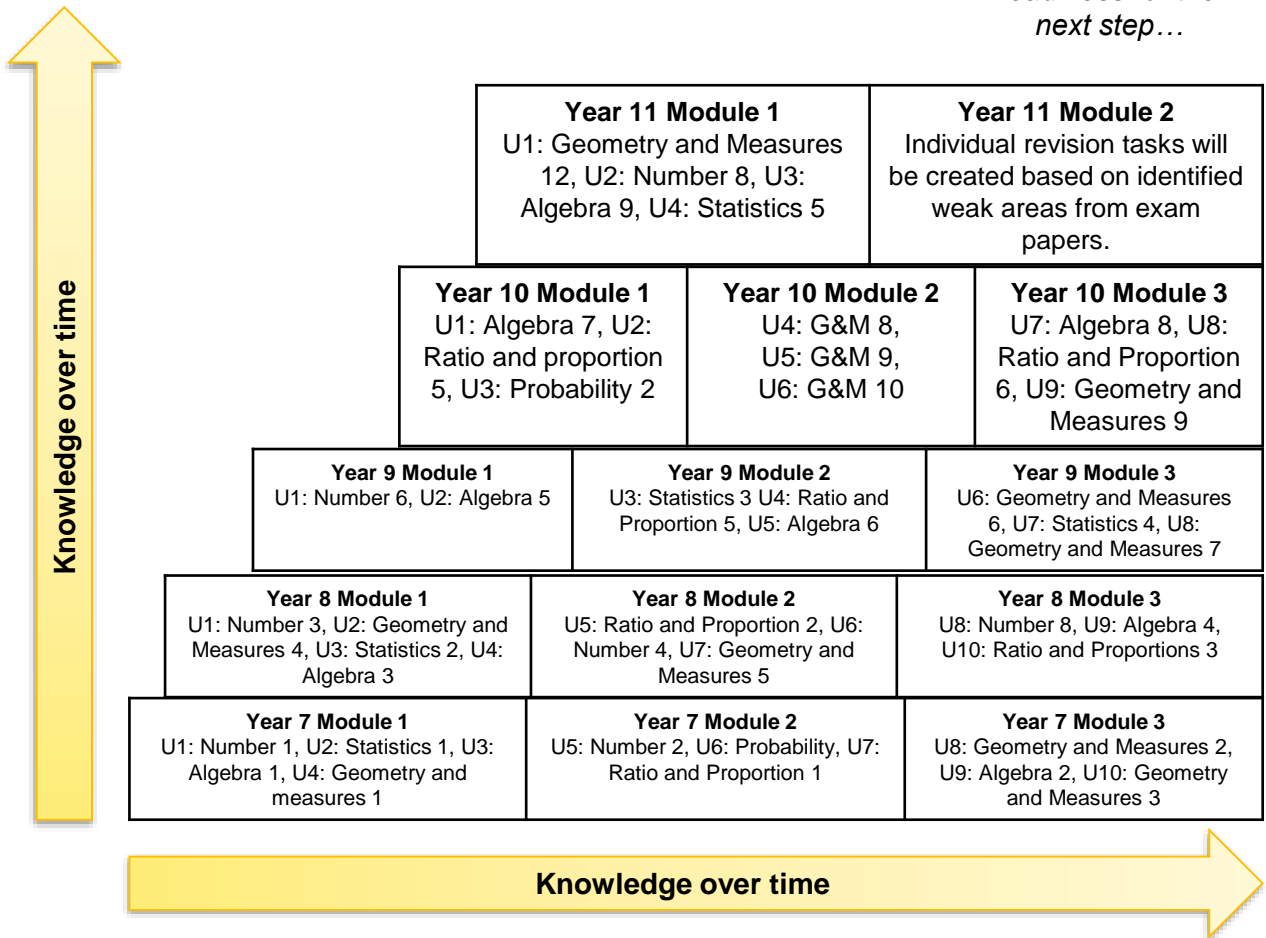 next step…
Year 11 Module 1
U1: Geometry and Measures
12, U2: Number 8, U3:
Algebra 9, U4: Statistics 5
Year 11 Module 2
Individual revision tasks will
be created based on identified
weak areas from exam
papers.
Year 10 Module 1
U1: Algebra 7, U2:
Ratio and proportion
5, U3: Probability 2
Year 10 Module 2
U4: G&M 8,
U5: G&M 9,
U6: G&M 10
Year 10 Module 3
U7: Algebra 8, U8:
Ratio and Proportion
6, U9: Geometry and
Measures 9
Year 9 Module 1
U1: Number 6, U2: Algebra 5
Year 9 Module 2
U3: Statistics 3 U4: Ratio and
Proportion 5, U5: Algebra 6
Year 9 Module 3
U6: Geometry and Measures
6, U7: Statistics 4, U8:
Geometry and Measures 7
Year 8 Module 1
U1: Number 3, U2: Geometry and
Measures 4, U3: Statistics 2, U4:
Algebra 3
Year 8 Module 2
U5: Ratio and Proportion 2, U6:
Number 4, U7: Geometry and
Measures 5
Year 8 Module 3
U8: Number 8, U9: Algebra 4,
U10: Ratio and Proportions 3
Year 7 Module 1
U1: Number 1, U2: Statistics 1, U3:
Algebra 1, U4: Geometry and
measures 1
Year 7 Module 2
U5: Number 2, U6: Probability, U7:
Ratio and Proportion 1
Year 7 Module 3
U8: Geometry and Measures 2,
U9: Algebra 2, U10: Geometry
and Measures 3
Knowledge over time
Knowledge over time